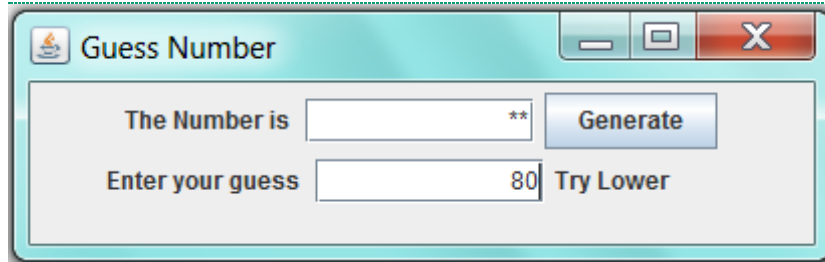 Guess Number
The Number is ** Generate
Enter your guess 80 Try Lower